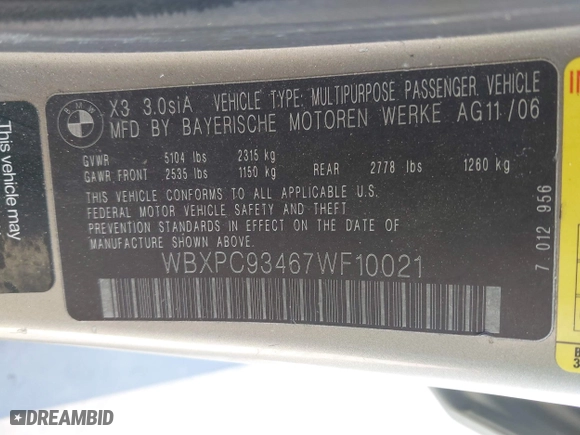 This vehicle may
BMW
X3 3.0siA VEHICLE TYPE: MULTIPURPOSE PASSENGER VEHICLE
MFD BY BAYERISCHE MOTOREN WERKE AG11/06
GVWR 5104 lbs 2315 kg
GAWR FRONT 2535 lbs 1150 kg REAR 2778 lbs 1260 kg
THIS VEHICLE CONFORMS TO ALL APPLICABLE U.S.
FEDERAL MOTOR VEHICLE SAFETY AND THEFT
PREVENTION STANDARDS IN EFFECT ON THE DATE
OF MANUFACTURE SHOWN ABOVE.
WBXPC93467WF10021
7 012 956
DREAMBID